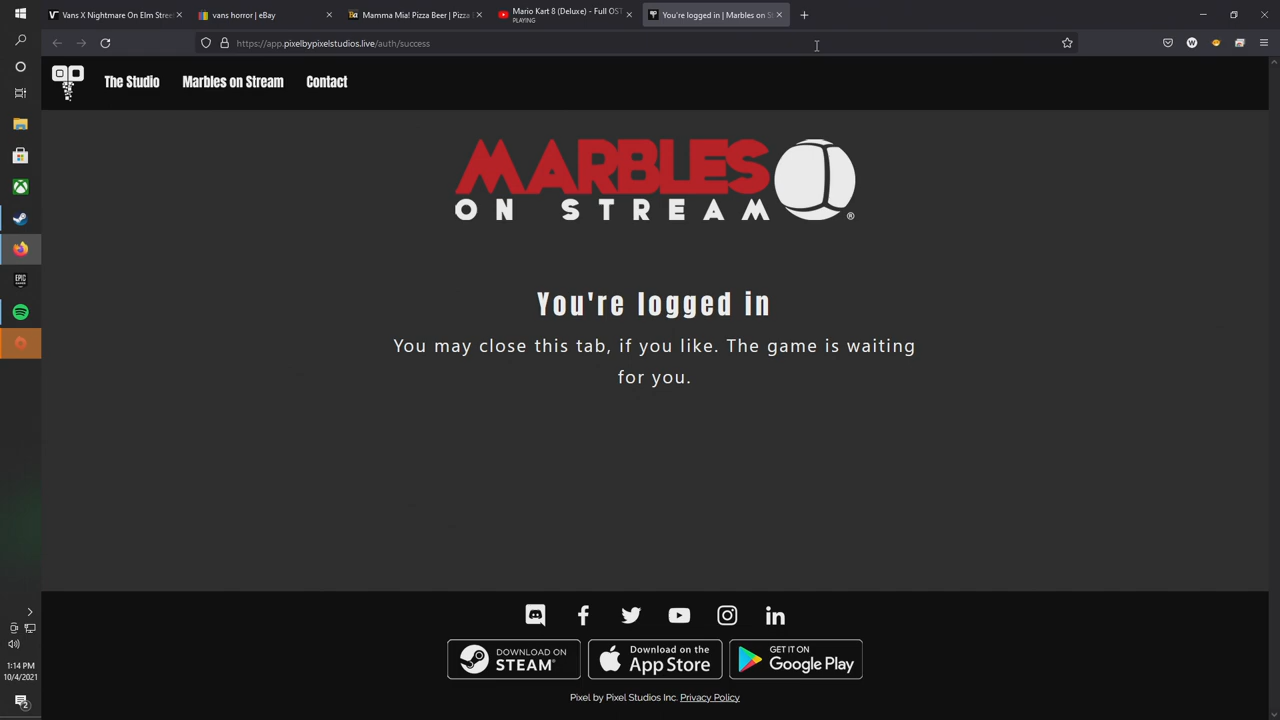 Vans X Nightmare On Elm Stree
vans horror | eBay
Mamma Mia! Pizza Beer | Pizza
Mario Kart 8 (Deluxe) - Full OST
PLAYING
You're logged in | Marbles on S
https://app.pixelbypixelstudios.live/auth/success
The Studio
Marbles on Stream
Contact
MARBLES
ON STREAM
®
You're logged in
You may close this tab, if you like. The game is waiting
for you.
EPIC
GAMES
DOWNLOAD ON
STEAM®
Download on the
App Store
GET IT ON
Google Play
Pixel by Pixel Studios Inc. Privacy Policy
1:14 PM
10/4/2021
2